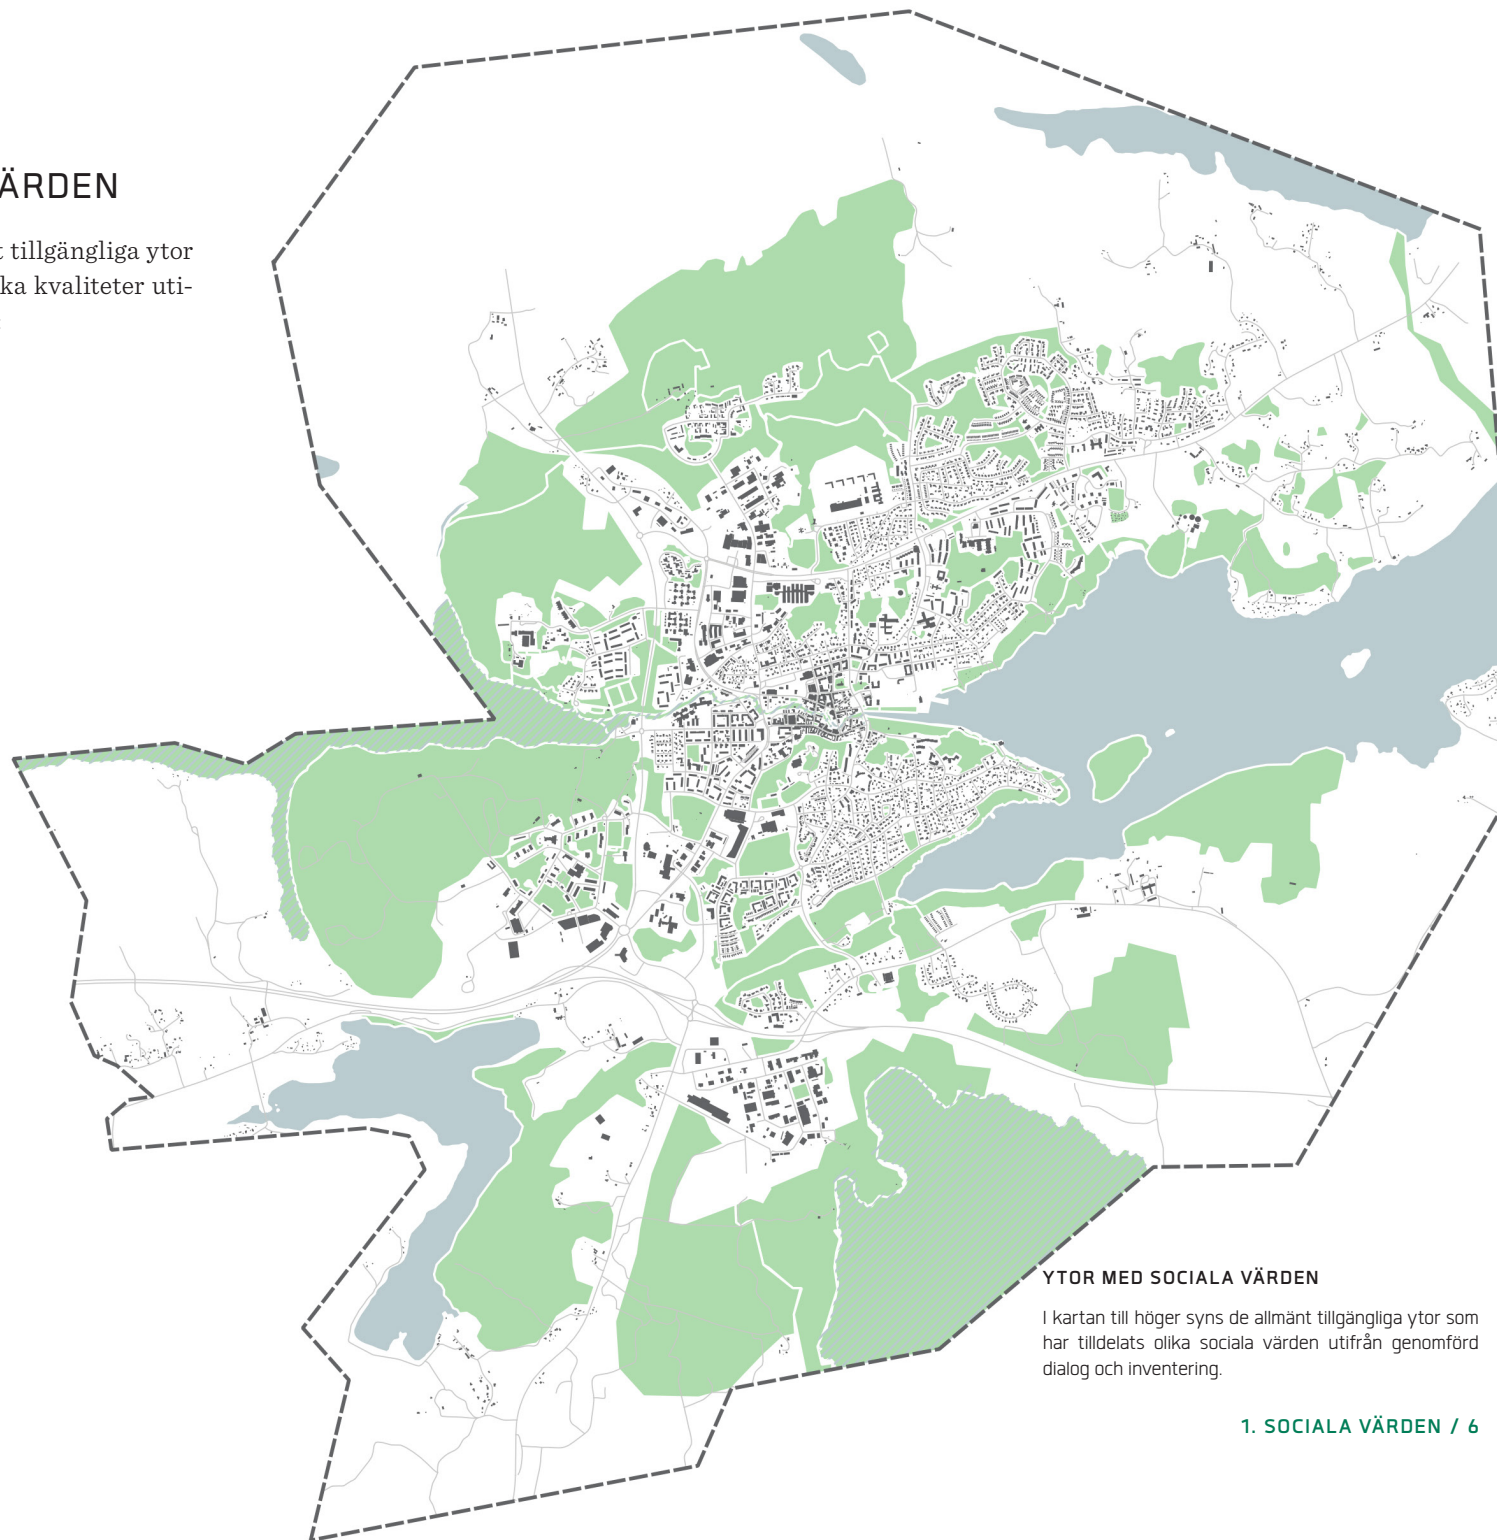 ÄRDEN
t tillgängliga ytor
ka kvaliteter uti-
YTOR MED SOCIALA VÄRDEN
I kartan till höger syns de allmänt tillgängliga ytor som
har tilldelats olika sociala värden utifrån genomförd
dialog och inventering.
1. SOCIALA VÄRDEN / 6